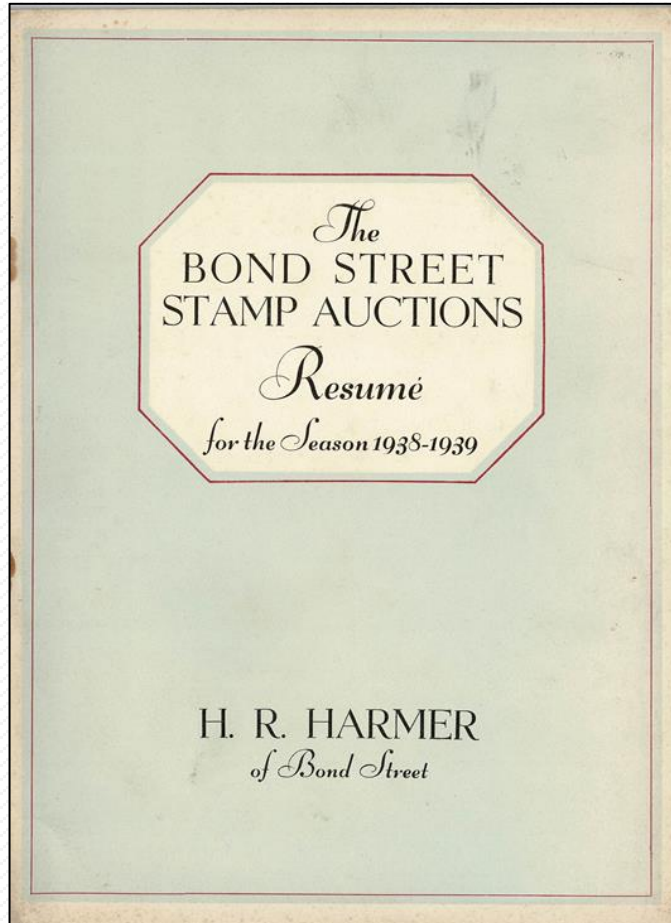 The
BOND STREET
STAMP AUCTIONS
Resumé
for the Season 1938-1939
H. R. HARMER
of Bond Street